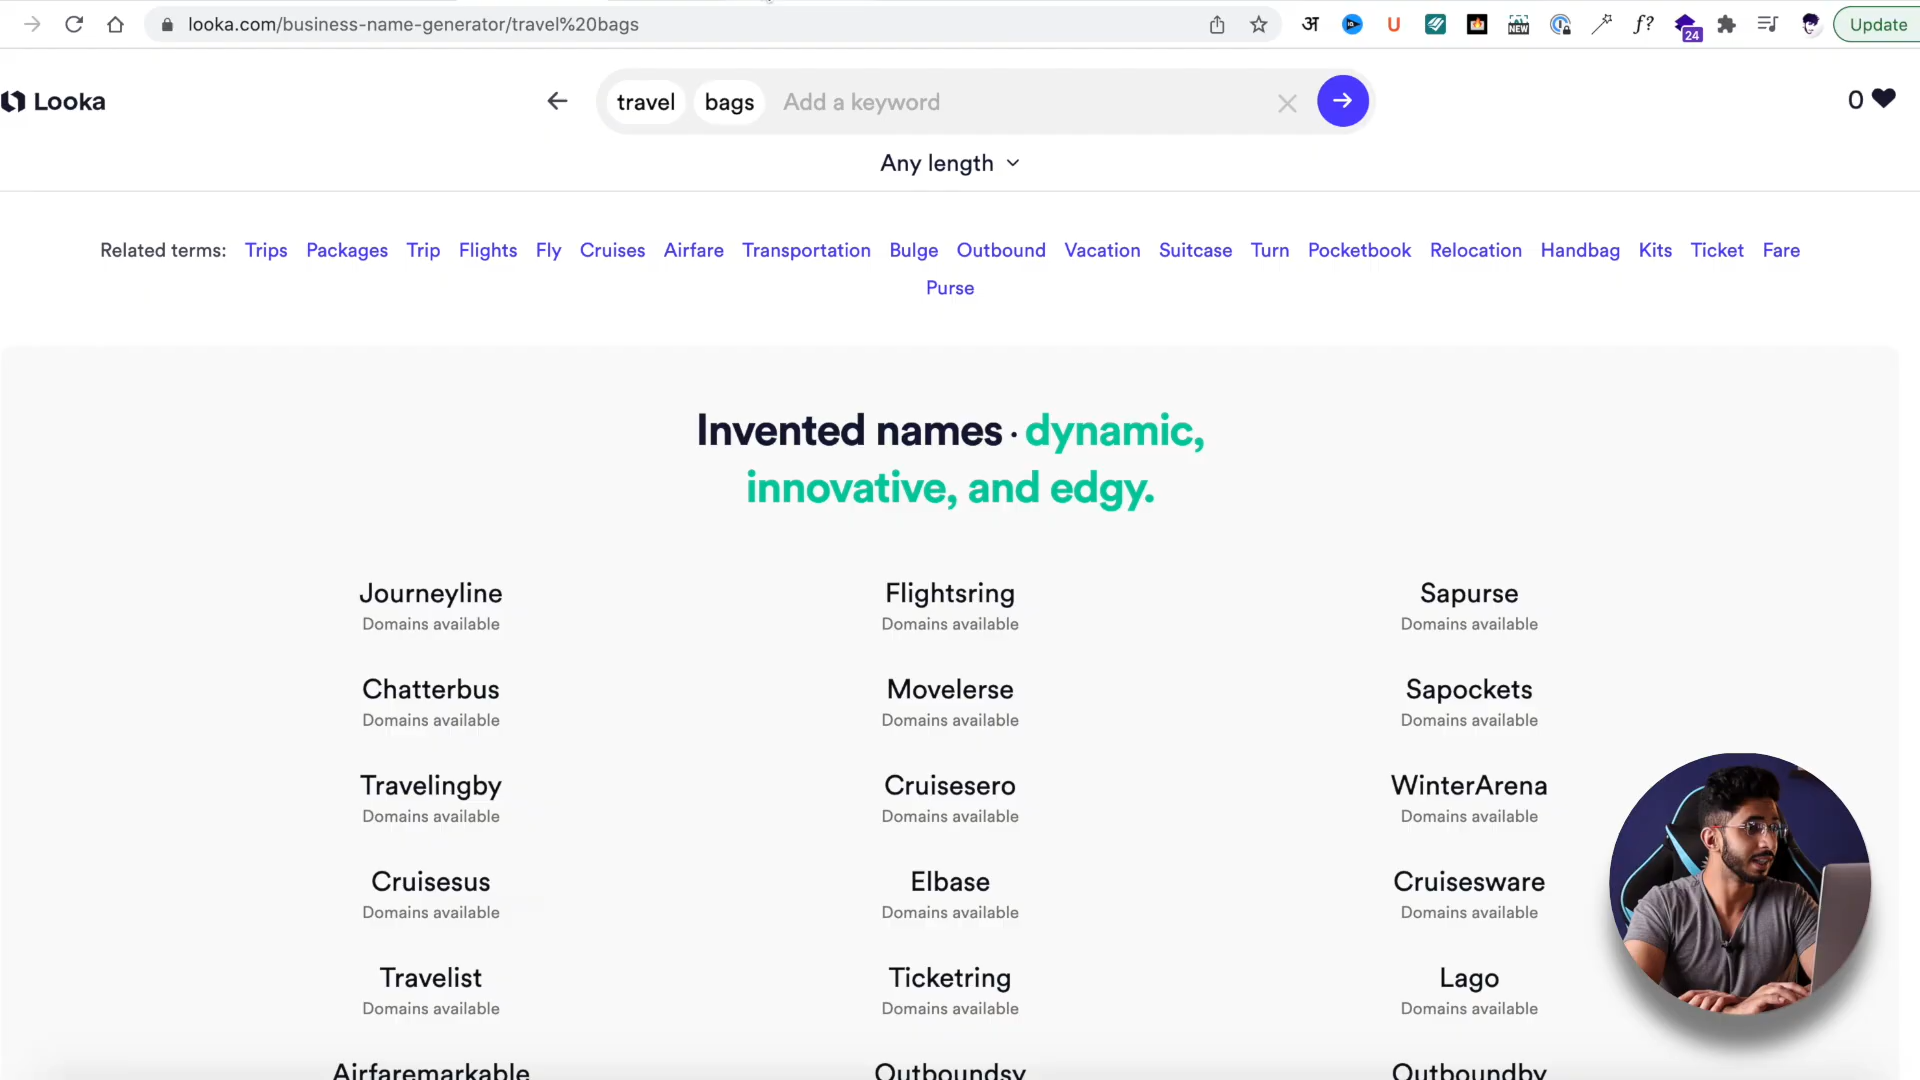 looka.com/business-name-generator/travel%20bags
अ
U
NEW
f?
24
Update
Looka
travel bags Add a keyword
0
Any length
Related terms: Trips Packages Trip Flights Fly Cruises Airfare Transportation Bulge Outbound Vacation Suitcase Turn Pocketbook Relocation Handbag Kits Ticket Fare
Purse
Invented names · dynamic,
innovative, and edgy.
Journeyline Flightsring Sapurse
Domains available Domains available Domains available
Chatterbus Movelerse Sapockets
Domains available Domains available Domains available
Travelingby Cruisesero WinterArena
Domains available Domains available Domains available
Cruisesus Elbase Cruisesware
Domains available Domains available Domains available
Travelist Ticketring Lago
Domains available Domains available Domains available
Airfaremarkable Outboundsy Outboundby